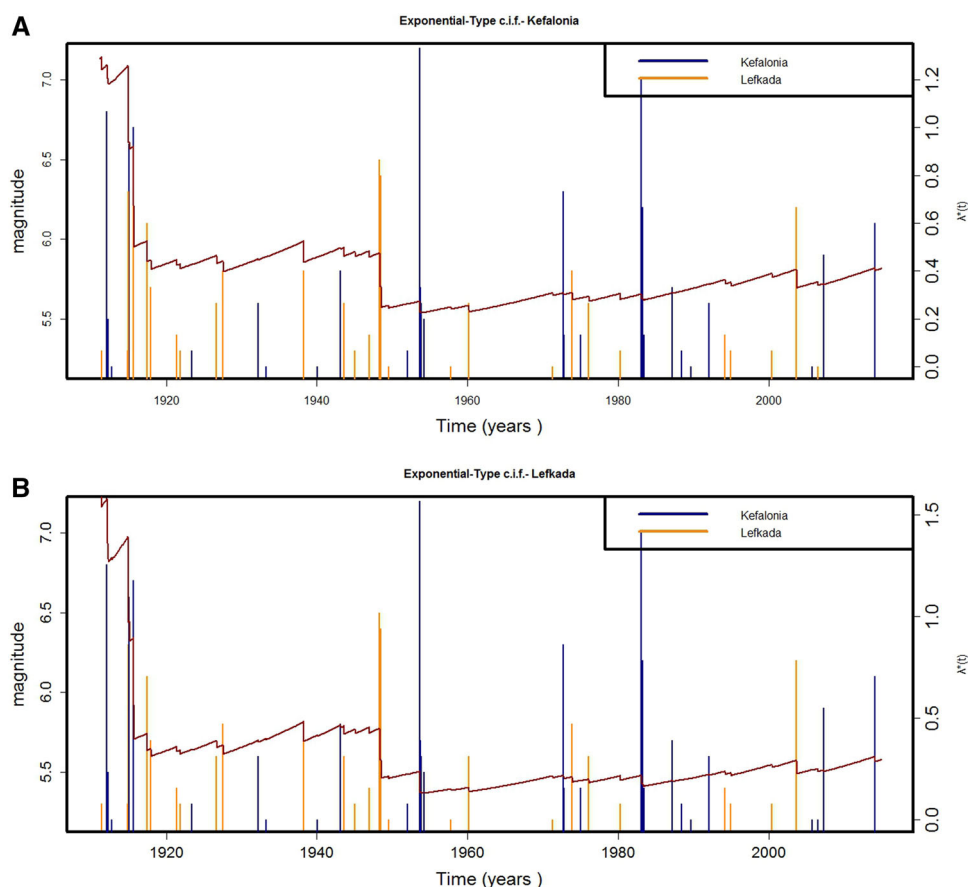 A
Exponential-Type c.i.f.- Kefalonia
Kefalonia
Lefkada
magnitude
7.0
6.5
6.0
5.5
1.2
1.0
0.8
0.6
0.4
0.2
0.0
λ*(t)
1920
1940
1960
1980
2000
Time (years )
B
Exponential-Type c.i.f.- Lefkada
Kefalonia
Lefkada
magnitude
7.0
6.5
6.0
5.5
1.5
1.0
0.5
0.0
λ*(t)
1920
1940
1960
1980
2000
Time (years )